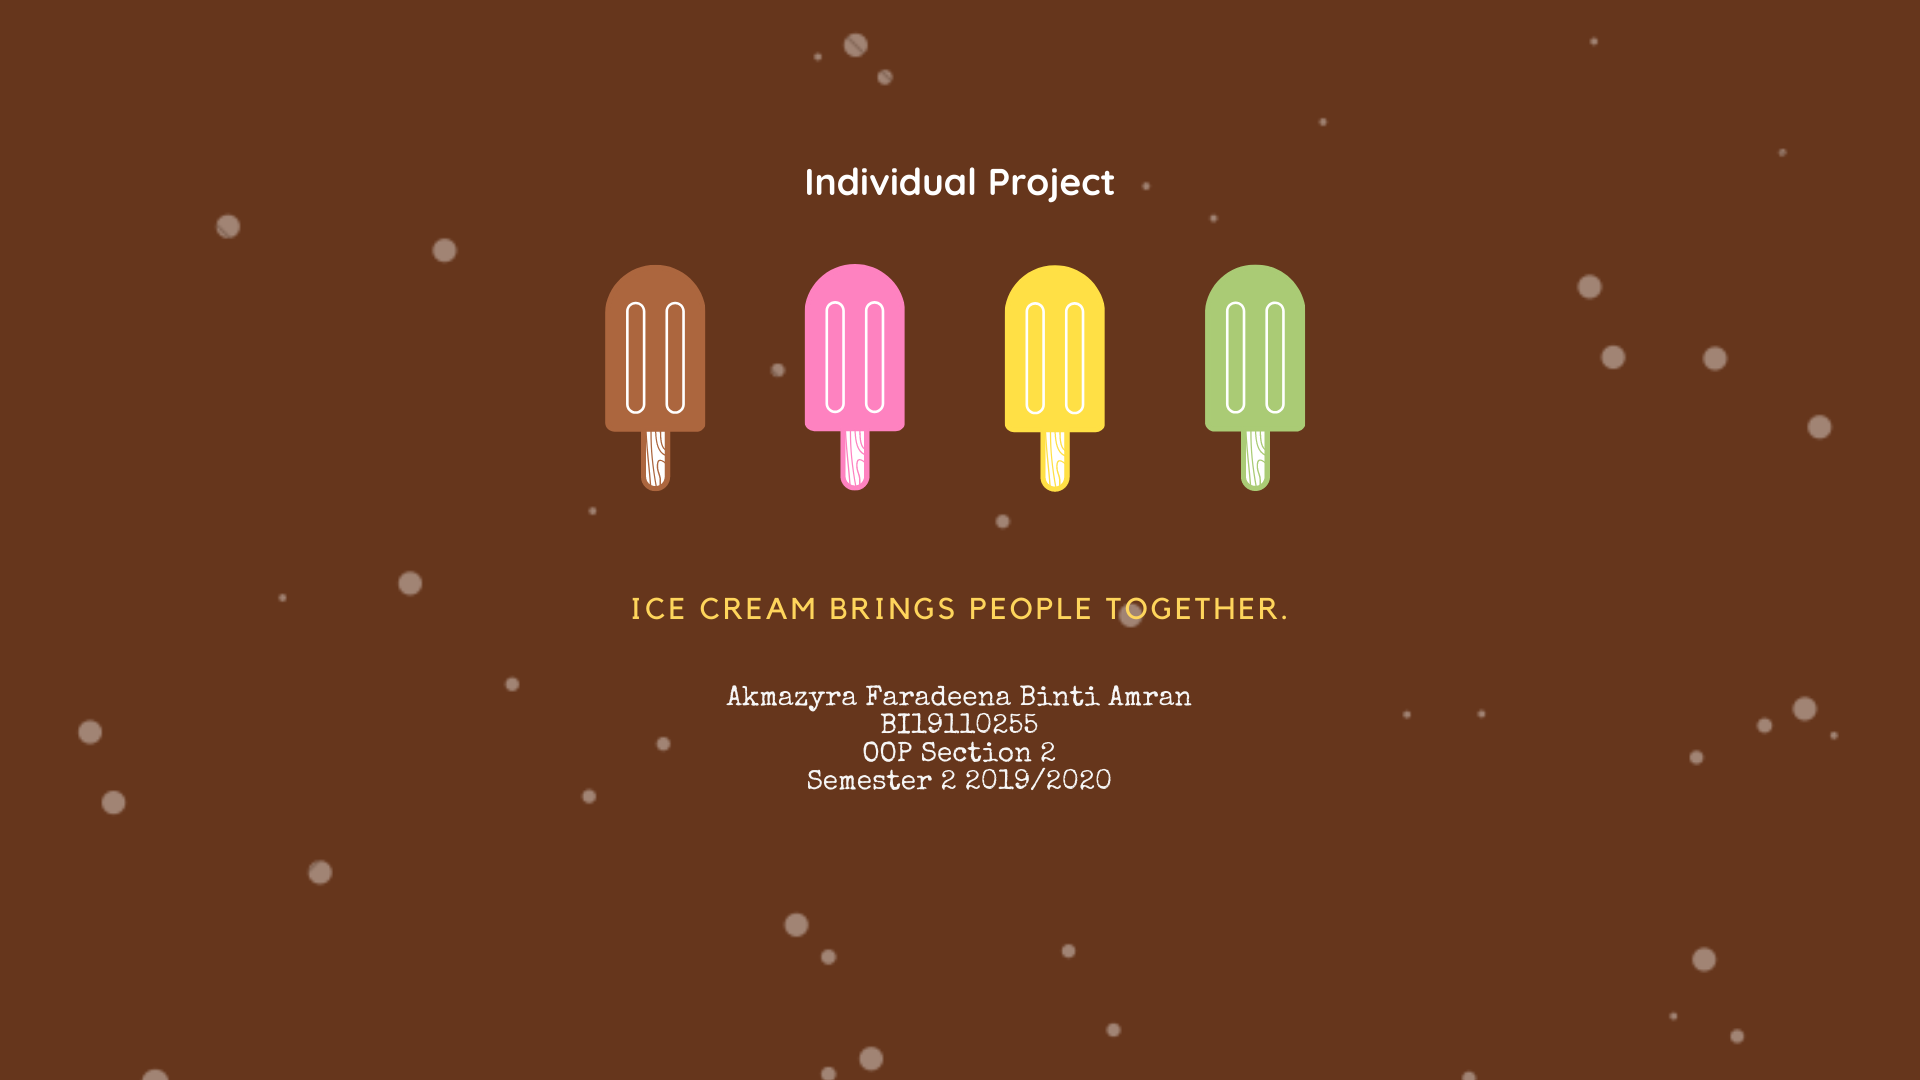 Individual Project
ICE CREAM BRINGS PEOPLE TOGETHER.
Akmazyra Faradeena Binti Amran
BI19110255
OOP Section 2
Semester 2 2019/2020